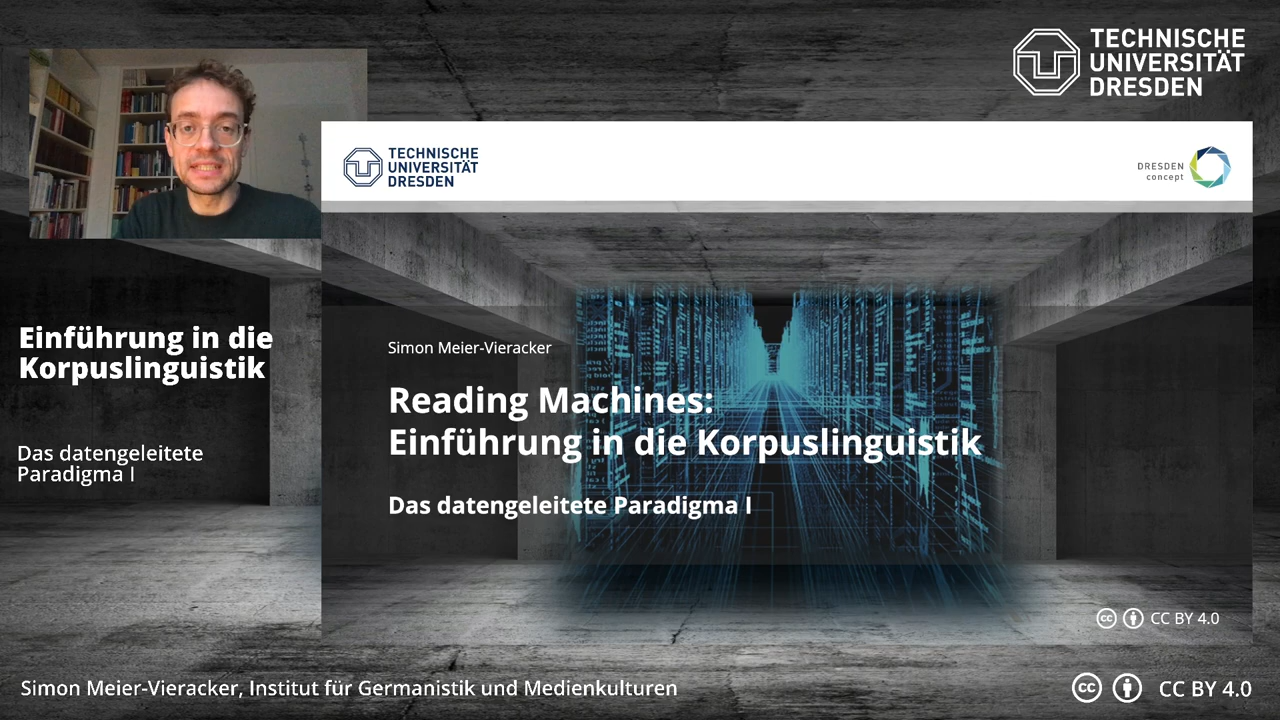 TECHNISCHE
UNIVERSITÄT
DRESDEN
TECHNISCHE
UNIVERSITÄT
DRESDEN
DRESDEN
concept
Einführung in die
Korpuslinguistik
Das datengeleitete
Paradigma I
Simon Meier-Vieracker
Reading Machines:
Einführung in die Korpuslinguistik
Das datengeleitete Paradigma I
cc CC BY 4.0
Simon Meier-Vieracker, Institut für Germanistik und Medienkulturen
cc CC BY 4.0